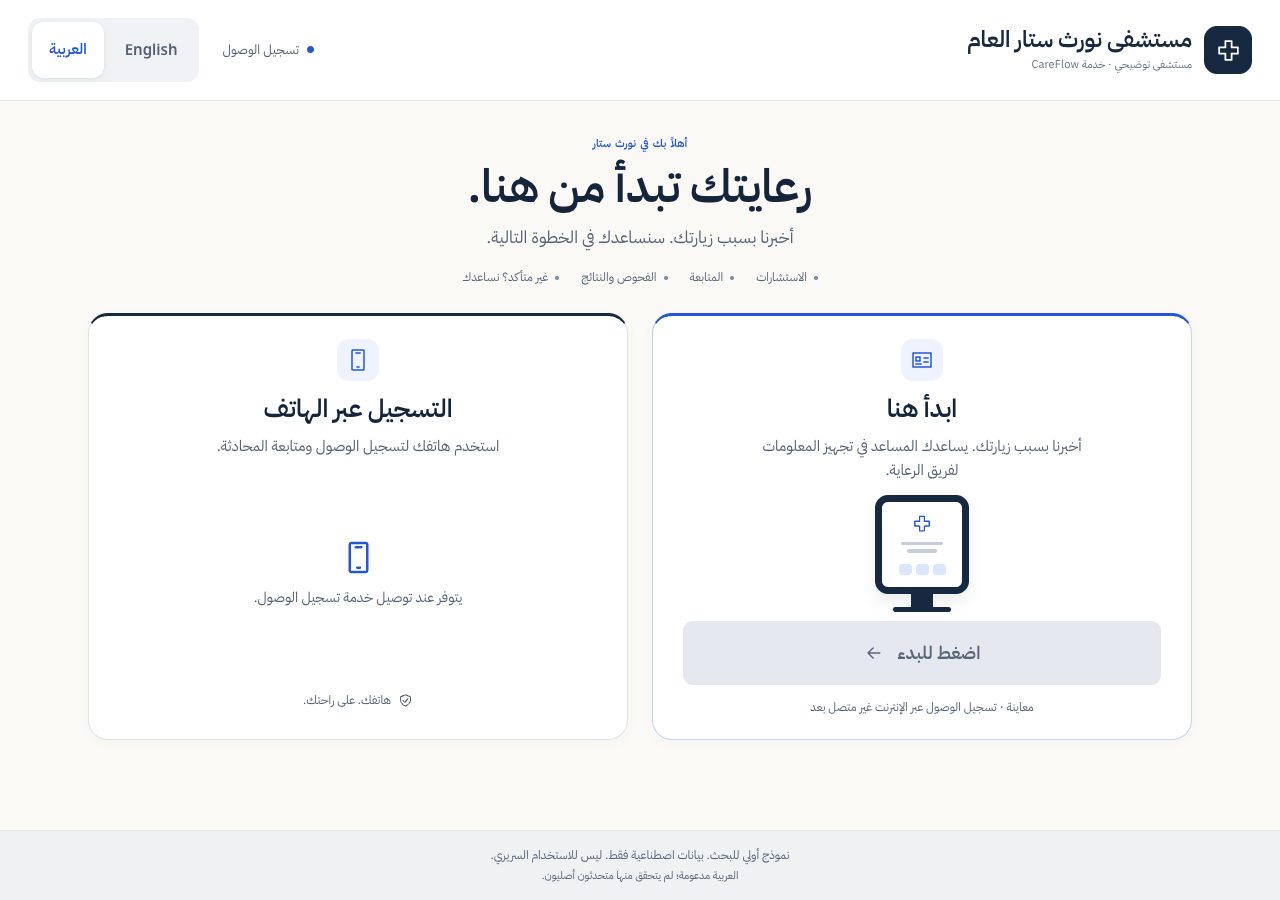 مستشفى نورث ستار العام
مستشفى توضيحي · خدمة CareFlow
تسجيل الوصول
English
العربية
أهلاً بك في نورث ستار
رعايتك تبدأ من هنا.
أخبرنا بسبب زيارتك. سنساعدك في الخطوة التالية.
الاستشارات
المتابعة
الفحوص والنتائج
غير متأكد؟ نساعدك
ابدأ هنا
أخبرنا بسبب زيارتك. يساعدك المساعد في تجهيز المعلومات
لفريق الرعاية.
اضغط للبدء
معاينة · تسجيل الوصول عبر الإنترنت غير متصل بعد
التسجيل عبر الهاتف
استخدم هاتفك لتسجيل الوصول ومتابعة المحادثة.
يتوفر عند توصيل خدمة تسجيل الوصول.
هاتفك. على راحتك.
نموذج أولي للبحث. بيانات اصطناعية فقط. ليس للاستخدام السريري.
العربية مدعومة؛ لم يتحقق منها متحدثون أصليون.